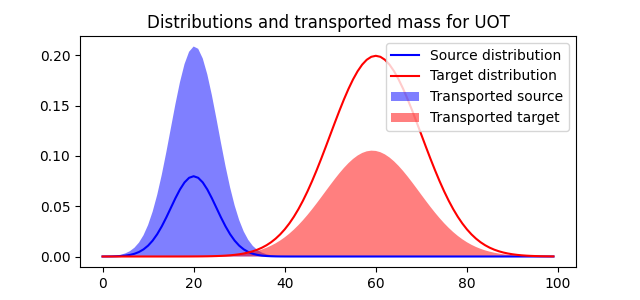 Distributions and transported mass for UOT
Source distribution
Target distribution
Transported source
Transported target
0.20
0.15
0.10
0.05
0.00
0 20 40 60 80 100